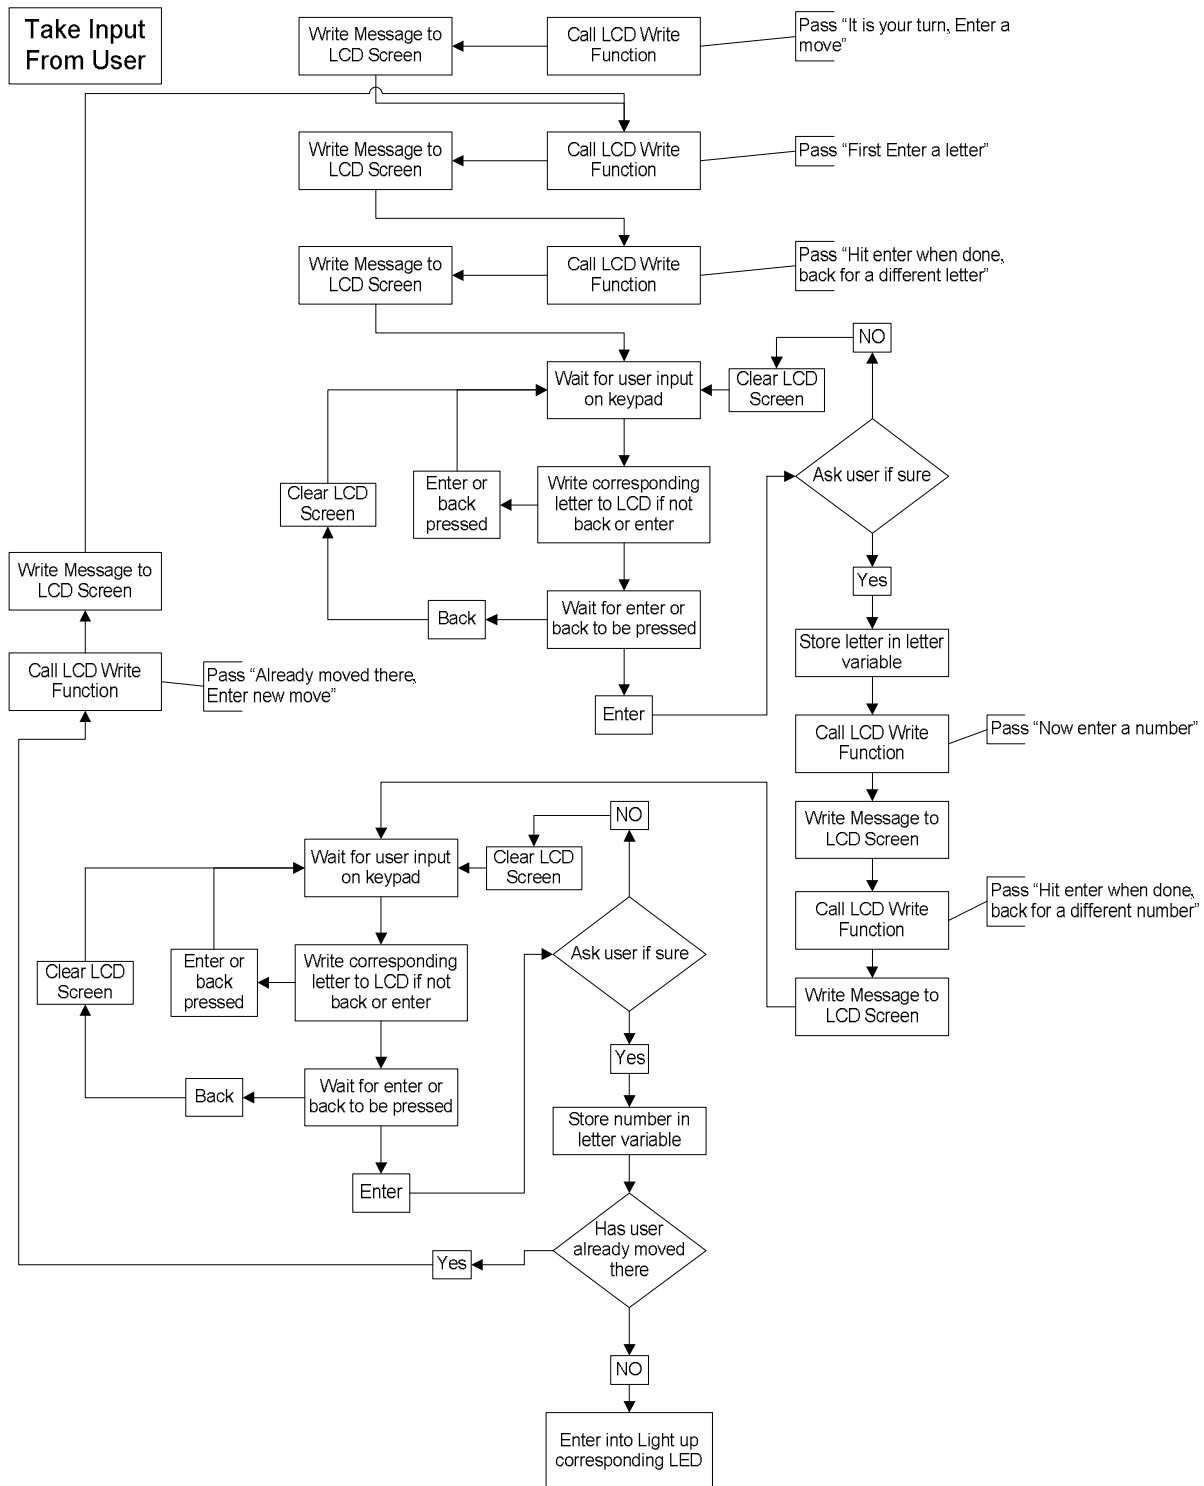 Take Input
From User
Write Message to
LCD Screen
Call LCD Write
Function
Pass “It is your turn, Enter a
move”
Write Message to
LCD Screen
Call LCD Write
Function
Pass “First Enter a letter”
Write Message to
LCD Screen
Call LCD Write
Function
Pass “Hit enter when done,
back for a different letter”
NO
Wait for user input
on keypad
Clear LCD
Screen
Ask user if sure
Clear LCD
Screen
Enter or
back
pressed
Write corresponding
letter to LCD if not
back or enter
Write Message to
LCD Screen
Yes
Back
Wait for enter or
back to be pressed
Store letter in letter
variable
Call LCD Write
Function
Pass “Already moved there,
Enter new move”
Enter
Call LCD Write
Function
Pass “Now enter a number”
NO
Write Message to
LCD Screen
Wait for user input
on keypad
Clear LCD
Screen
Call LCD Write
Function
Pass “Hit enter when done,
back for a different number”
Ask user if sure
Clear LCD
Screen
Enter or
back
pressed
Write corresponding
letter to LCD if not
back or enter
Write Message to
LCD Screen
Yes
Back
Wait for enter or
back to be pressed
Store number in
letter variable
Enter
Has user
already moved
there
Yes
NO
Enter into Light up
corresponding LED